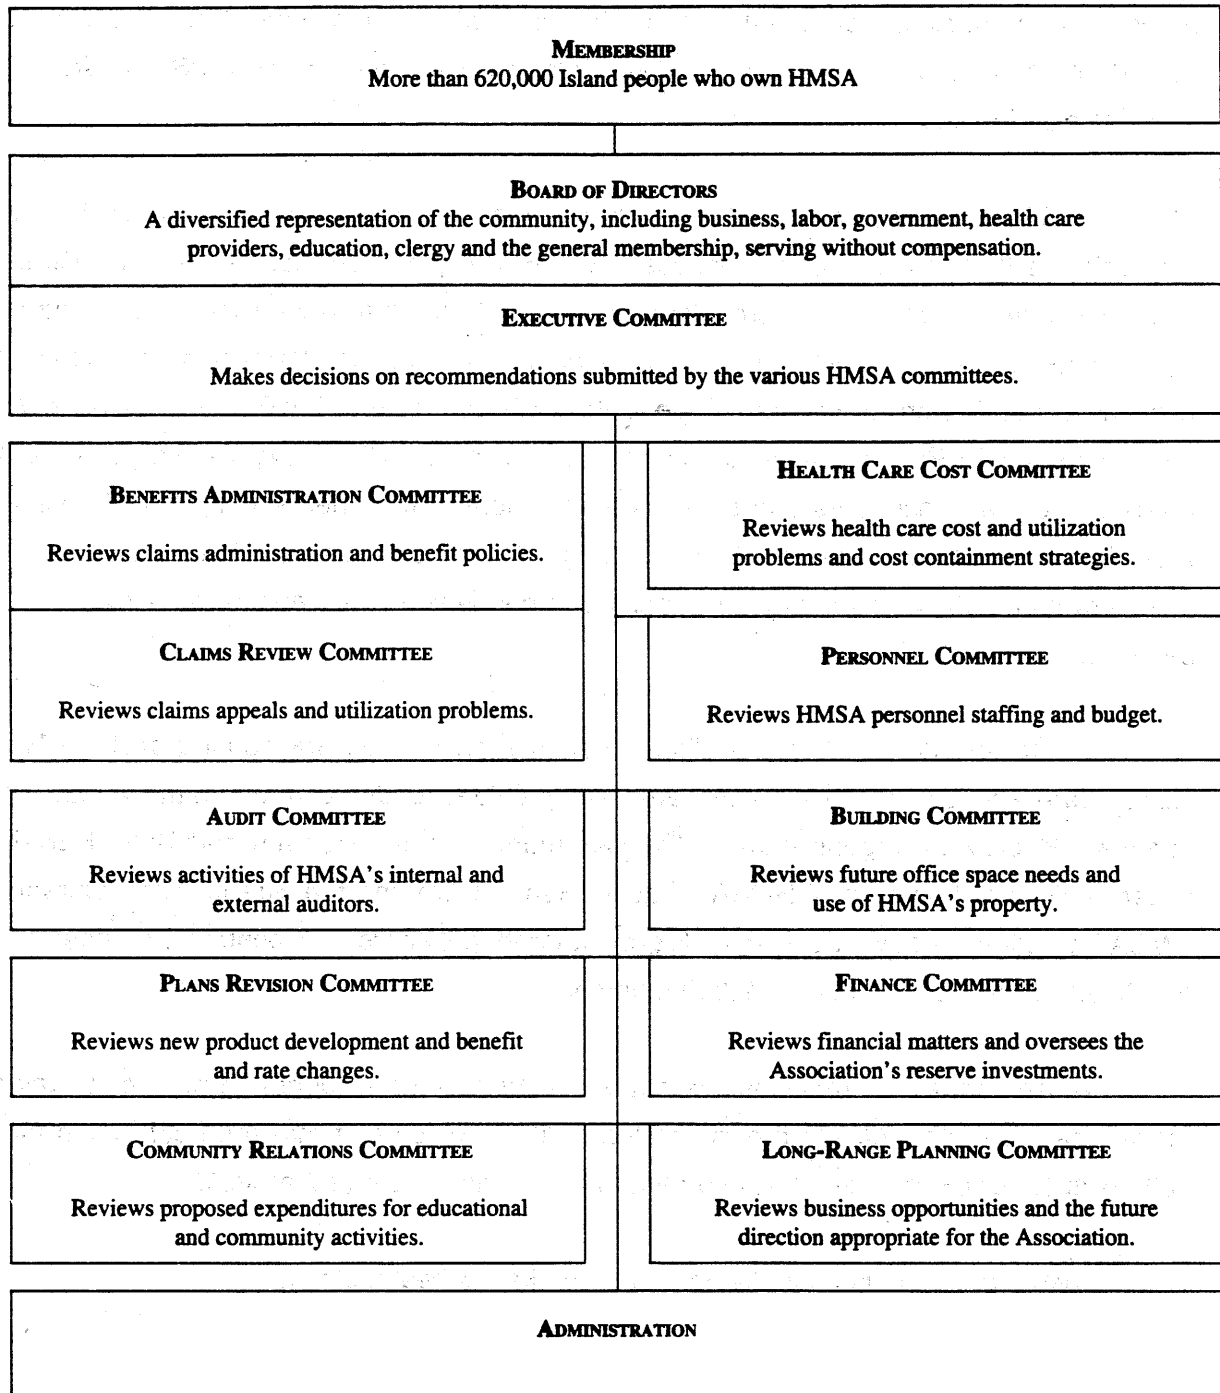 MEMBERSHIP
More than 620,000 Island people who own HMSA
BOARD OF DIRECTORS
A diversified representation of the community, including business, labor, government, health care
providers, education, clergy and the general membership, serving without compensation.
EXECUTIVE COMMITTEE
Makes decisions on recommendations submitted by the various HMSA committees.
BENEFITS ADMINISTRATION COMMITTEE
Reviews claims administration and benefit policies.
HEALTH CARE COST COMMITTEE
Reviews health care cost and utilization
problems and cost containment strategies.
CLAIMS REVIEW COMMITTEE
Reviews claims appeals and utilization problems.
PERSONNEL COMMITTEE
Reviews HMSA personnel staffing and budget.
AUDIT COMMITTEE
Reviews activities of HMSA's internal and
external auditors.
BUILDING COMMITTEE
Reviews future office space needs and
use of HMSA's property.
PLANS REVISION COMMITTEE
Reviews new product development and benefit
and rate changes.
FINANCE COMMITTEE
Reviews financial matters and oversees the
Association's reserve investments.
COMMUNITY RELATIONS COMMITTEE
Reviews proposed expenditures for educational
and community activities.
LONG-RANGE PLANNING COMMITTEE
Reviews business opportunities and the future
direction appropriate for the Association.
ADMINISTRATION